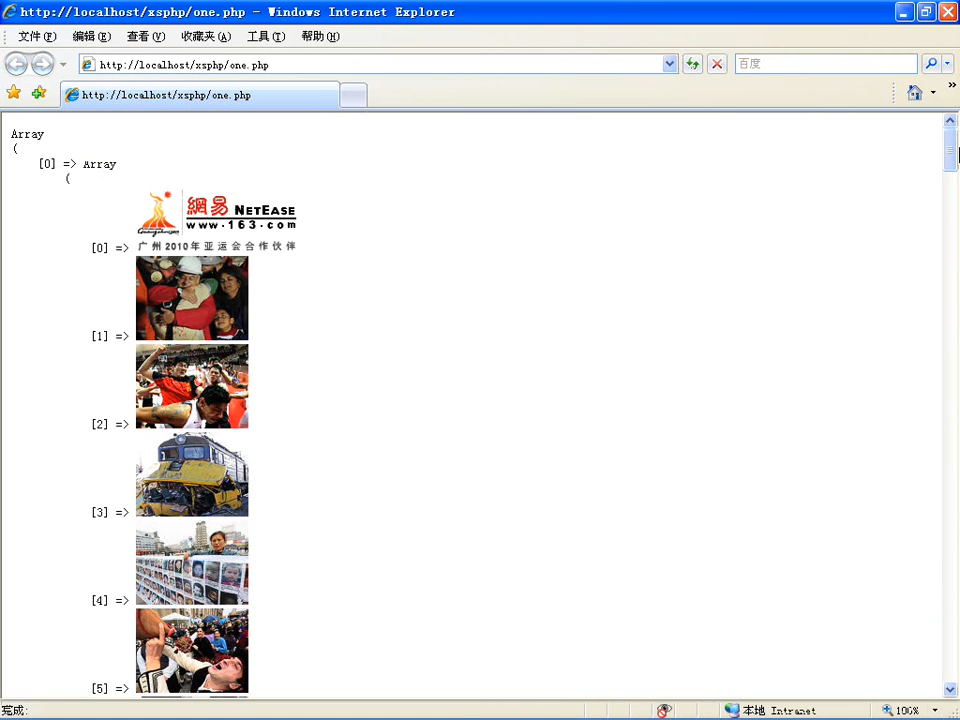 http://localhost/xsphp/one.php - Windows Internet Explorer
文件(F) 编辑(E) 查看(V) 收藏夹(A) 工具(T) 帮助(H)
http://localhost/xsphp/one.php 百度
http://localhost/xsphp/one.php
Array
(
[0] => Array
(
網易 NETEASE
www.163.com
[0] => 广州2010年亚运会合作伙伴
[1] =>
[2] =>
[3] =>
[4] =>
[5] =>
完成: 本地 Intranet 100%